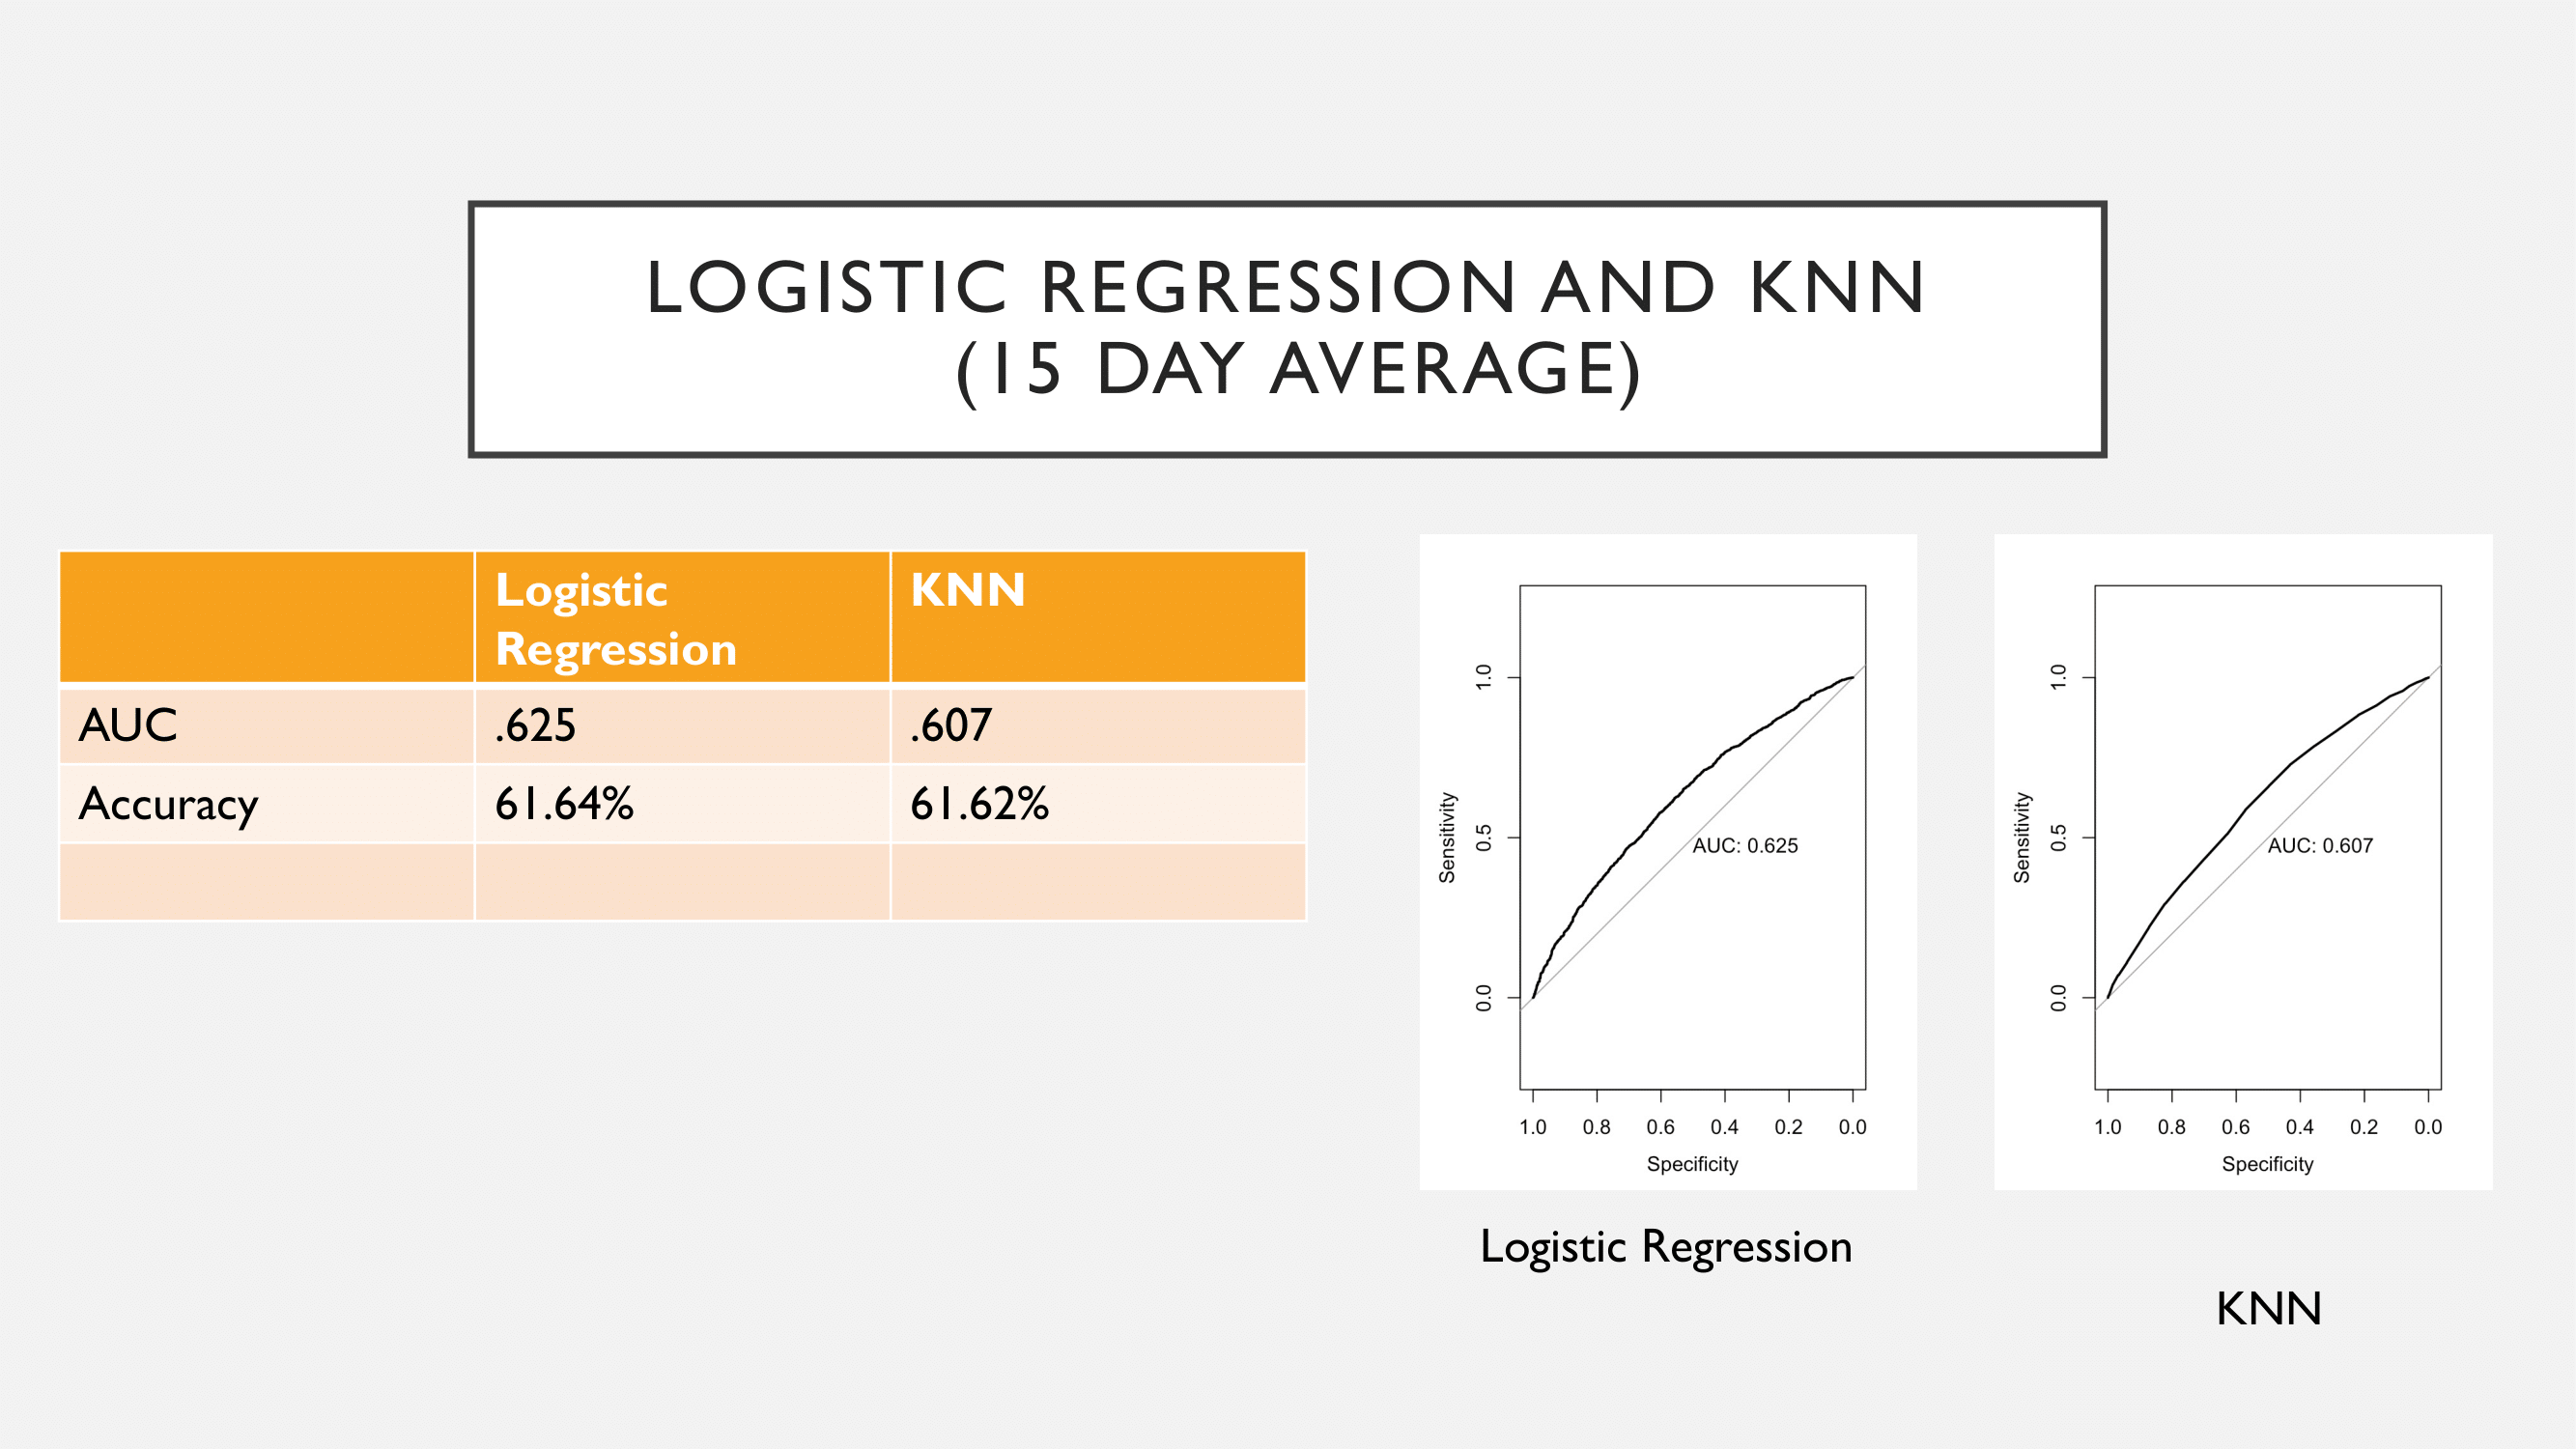 LOGISTIC REGRESSION AND KNN
(15 DAY AVERAGE)
Logistic
Regression
KNN
AUC
.625
.607
Accuracy
61.64%
61.62%
1.0
0.5
0.0
Sensitivity
AUC: 0.625
1.0 0.8 0.6 0.4 0.2 0.0
Specificity
Logistic Regression
1.0
0.5
0.0
Sensitivity
AUC: 0.607
1.0 0.8 0.6 0.4 0.2 0.0
Specificity
KNN